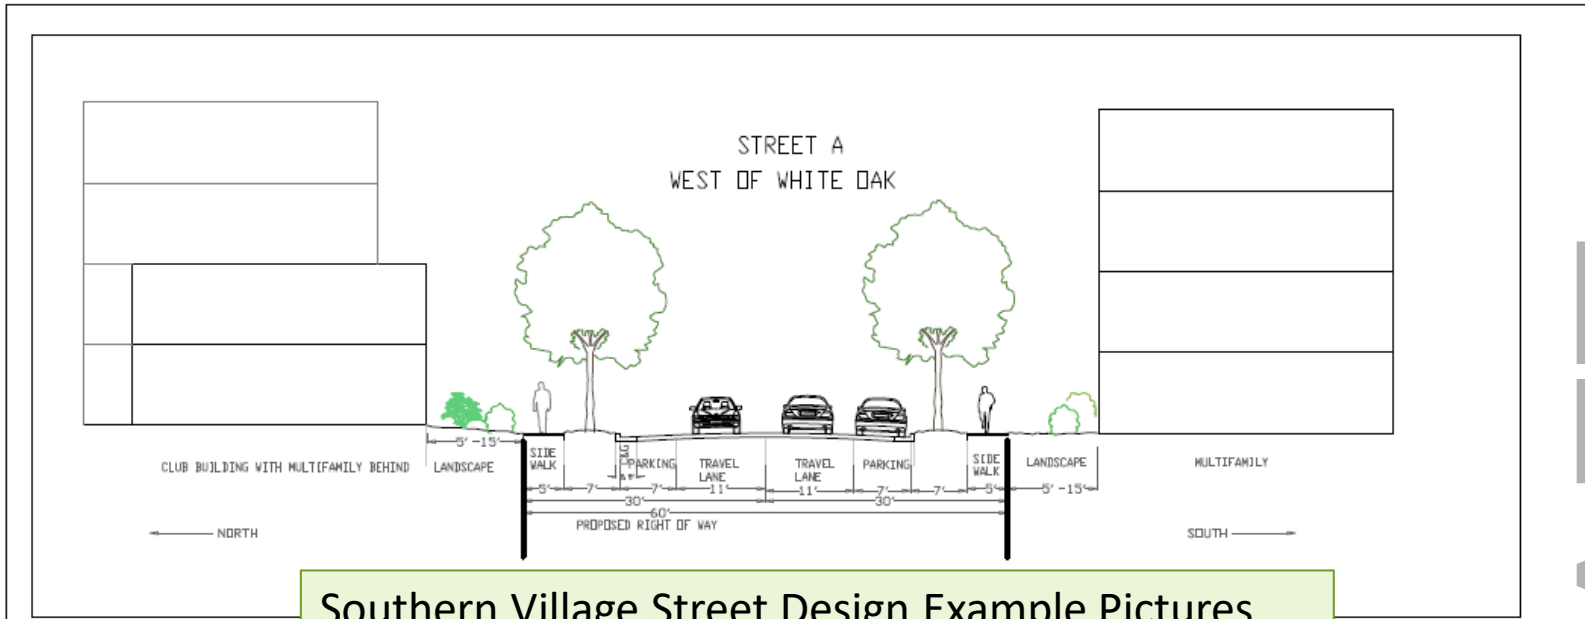 STREET A
WEST OF WHITE OAK
5' -15'
CLUB BUILDING WITH MULTIFAMILY BEHIND
LANDSCAPE
SIDE
WALK
C&G
PARKING
TRAVEL
LANE
TRAVEL
LANE
PARKING
SIDE
WALK
LANDSCAPE
MULTIFAMILY
5' 7' 7' 11' 11' 7' 7' 5' 5' -15'
30' 30'
60'
PROPOSED RIGHT OF WAY
NORTH
SOUTH
Southern Village Street Design Example Pictures